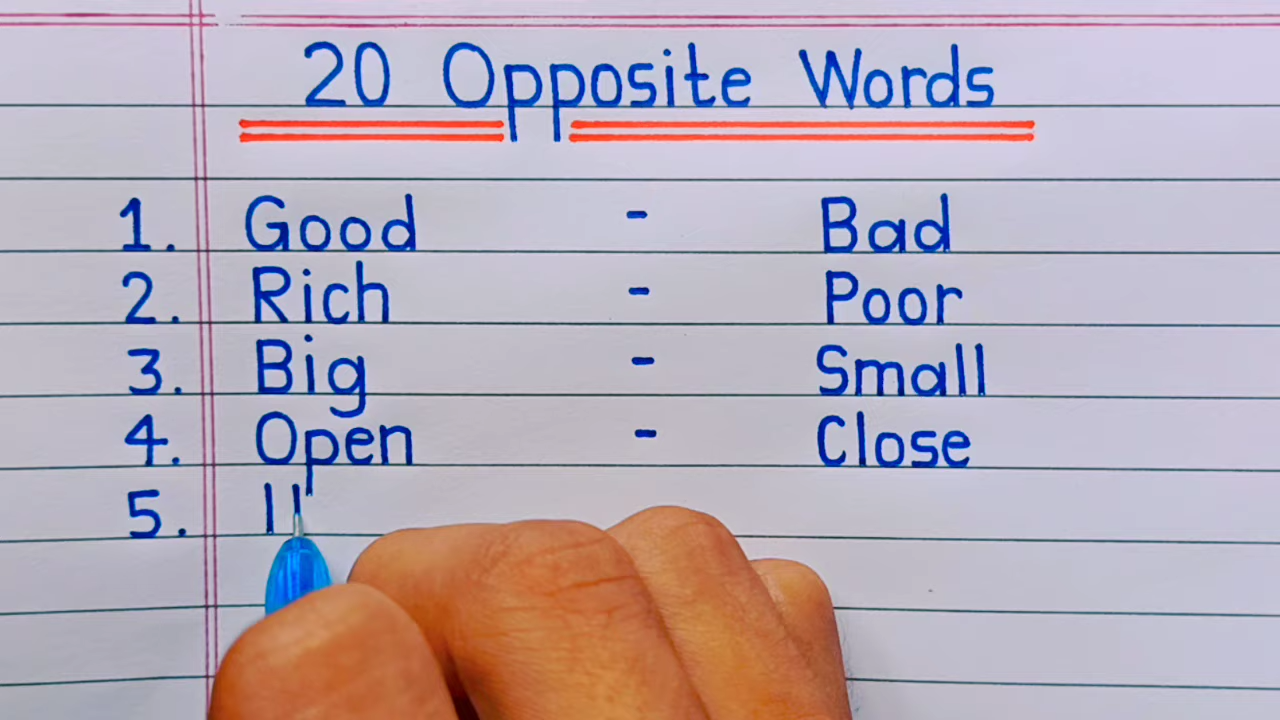 20 Opposite Words
1. Good - Bad
2. Rich - Poor
3. Big - Small
4. Open - Close
5.